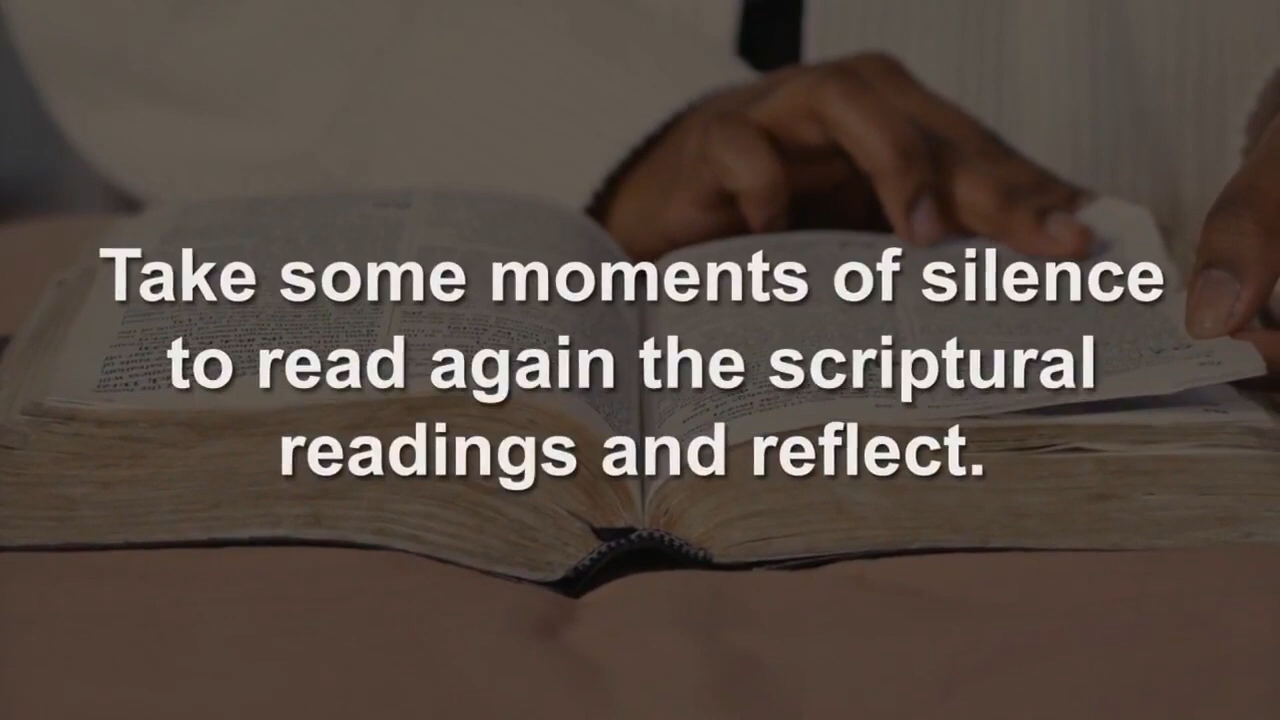 Take some moments of silence
to read again the scriptural
readings and reflect.